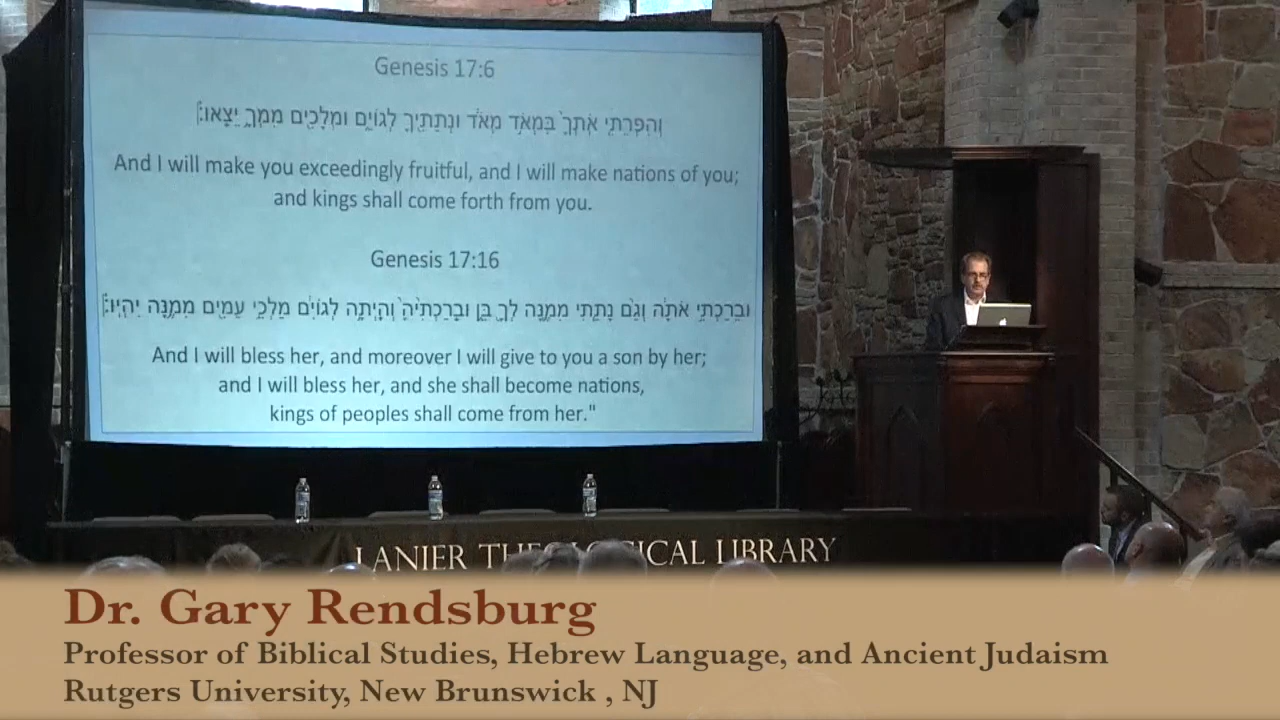 Genesis 17:6
וְהִפְרֵתִ֤י אֹֽתְךָ֙ בִּמְאֹ֣ד מְאֹ֔ד וּנְתַתִּ֖יךָ לְגוֹיִ֑ם וּמְלָכִ֖ים מִמְּךָ֥ יֵצֵֽאוּ׃
And I will make you exceedingly fruitful, and I will make nations of you;
and kings shall come forth from you.
Genesis 17:16
וּבֵרַכְתִּ֣י אֹתָ֔הּ וְגַ֨ם נָתַ֧תִּי מִמֶּ֛נָּה לְךָ֖ בֵּ֑ן וּבֵֽרַכְתִּ֙יהָ֙ וְהָֽיְתָ֣ה לְגוֹיִ֔ם מַלְכֵ֥י עַמִּ֖ים מִמֶּ֥נָּה יִהְיֽוּ׃
And I will bless her, and moreover I will give to you a son by her;
and I will bless her, and she shall become nations,
kings of peoples shall come from her."
LANIER THEOLOGICAL LIBRARY
Dr. Gary Rendsburg
Professor of Biblical Studies, Hebrew Language, and Ancient Judaism
Rutgers University, New Brunswick , NJ